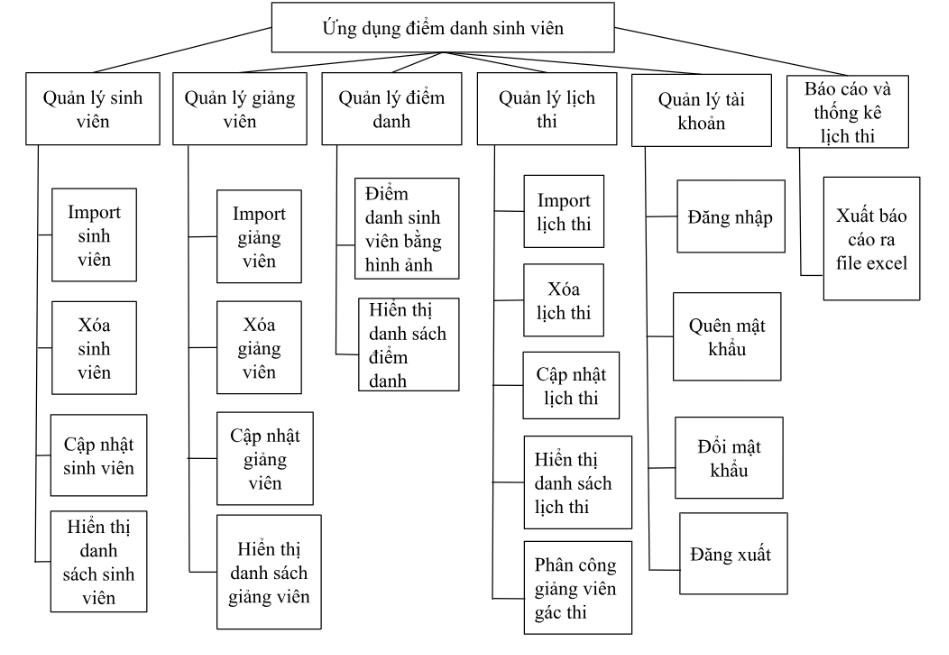 Ứng dụng điểm danh sinh viên
Quản lý sinh
viên
Quản lý giảng
viên
Quản lý điểm
danh
Quản lý lịch
thi
Quản lý tài
khoản
Báo cáo và
thống kê
lịch thi
Import
sinh
viên
Xóa
sinh
viên
Cập nhật
sinh viên
Hiển thị
danh
sách sinh
viên
Import
giảng
viên
Xóa
giảng
viên
Cập nhật
giảng
viên
Hiển thị
danh sách
giảng viên
Điểm
danh sinh
viên bằng
hình ảnh
Hiển thị
danh sách
điểm
danh
Import
lịch thi
Xóa
lịch thi
Cập nhật
lịch thi
Hiển thị
danh sách
lịch thi
Phân công
giảng viên
gác thi
Đăng nhập
Quên mật
khẩu
Đổi mật
khẩu
Đăng xuất
Xuất báo
cáo ra
file excel